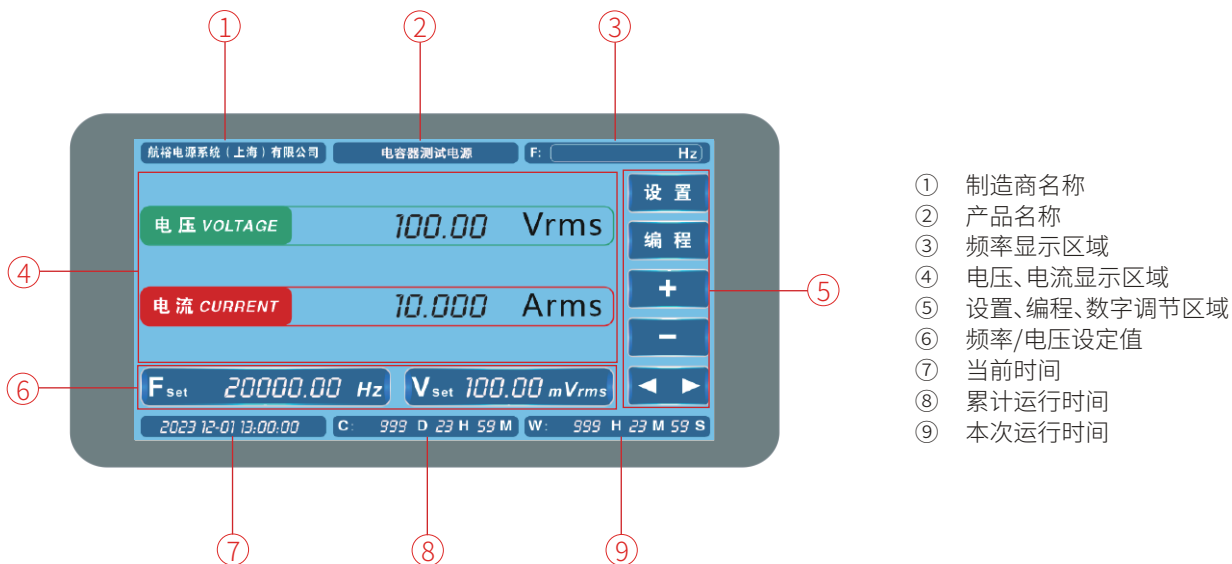 ① ② ③
航裕电源系统（上海）有限公司 电容器测试电源 F: Hz
设 置
电压 VOLTAGE 100.00 Vrms
编 程
+
电流 CURRENT 10.000 Arms
−
F Set 20000.00 Hz V Set 100.00 mVrms
◀ ▶
2023 12-01 13:00:00 C: 999 D 23 H 59 M W: 999 H 23 M 59 S
④
⑤
⑥
⑦ ⑧ ⑨
① 制造商名称
② 产品名称
③ 频率显示区域
④ 电压、电流显示区域
⑤ 设置、编程、数字调节区域
⑥ 频率/电压设定值
⑦ 当前时间
⑧ 累计运行时间
⑨ 本次运行时间